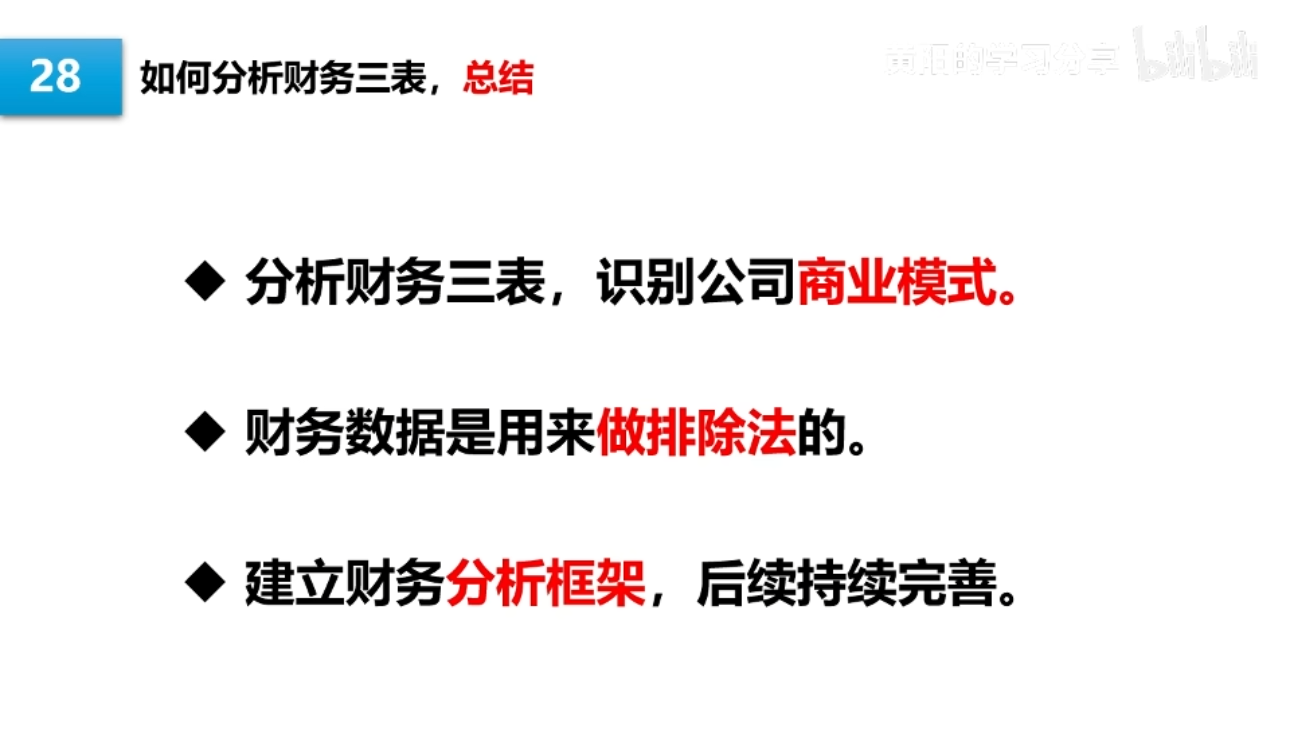 28
如何分析财务三表，总结
黄阳的学习分享 bilibili
◆ 分析财务三表，识别公司商业模式。
◆ 财务数据是用来做排除法的。
◆ 建立财务分析框架，后续持续完善。